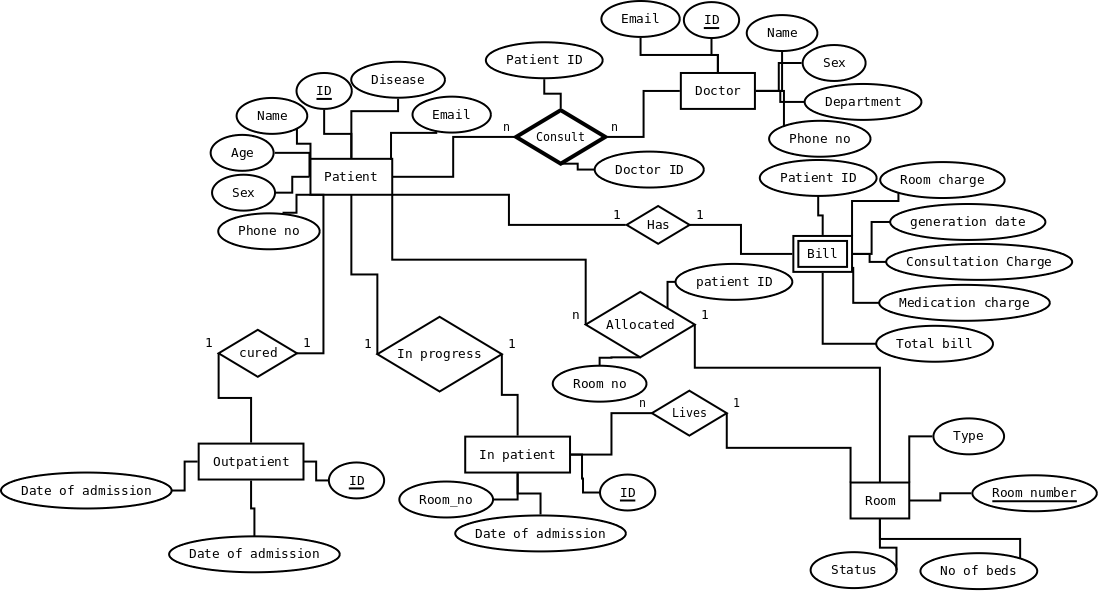 Email
ID
Name
Patient ID
Sex
Disease
Doctor
ID
Department
Email
Name
n
Consult
n
Phone no
Age
Doctor ID
Patient
Patient ID
Room charge
Sex
1
Has
1
generation date
Phone no
Bill
Consultation Charge
patient ID
Medication charge
n
Allocated
1
1
cured
1
1
In progress
1
Total bill
Room no
n
Lives
1
Type
Outpatient
In patient
ID
Date of admission
Room_no
ID
Room
Room number
Date of admission
Date of admission
Status
No of beds